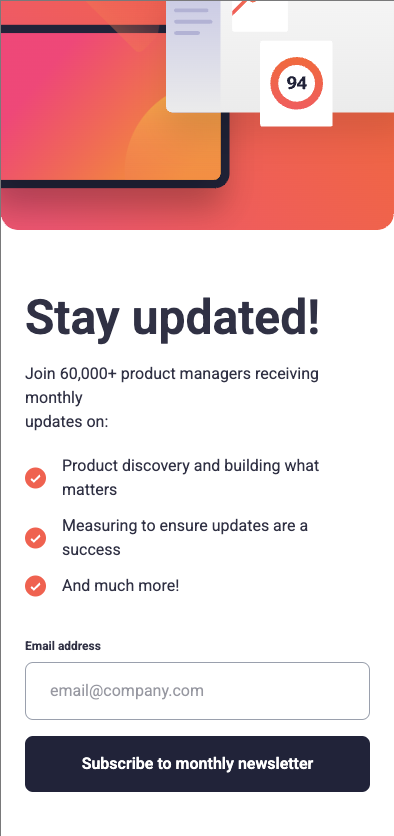 94
Stay updated!
Join 60,000+ product managers receiving
monthly
updates on:
Product discovery and building what
matters
Measuring to ensure updates are a
success
And much more!
Email address
email@company.com
Subscribe to monthly newsletter